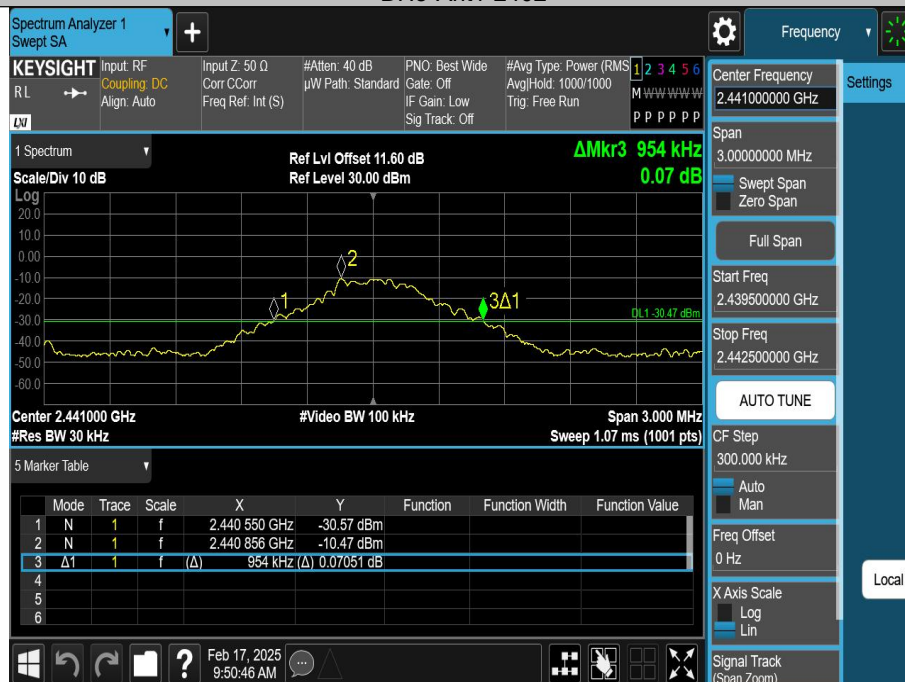 Spectrum Analyzer 1
Swept SA
+
Frequency
KEYSIGHT
RL
LXI
Input: RF
Coupling: DC
Align: Auto
Input Z: 50 Ω
Corr CCorr
Freq Ref: Int (S)
#Atten: 40 dB
µW Path: Standard
PNO: Best Wide
Gate: Off
IF Gain: Low
Sig Track: Off
#Avg Type: Power (RMS
Avg|Hold: 1000/1000
Trig: Free Run
1 2 3 4 5 6
M W W W W W
P P P P P P
1 Spectrum
Scale/Div 10 dB
Ref Lvl Offset 11.60 dB
Ref Level 30.00 dBm
ΔMkr3 954 kHz
0.07 dB
Log
20.0
10.0
0.00
-10.0
-20.0
-30.0
-40.0
-50.0
-60.0
2
1
3Δ1
DL1 -30.47 dBm
Center 2.441000 GHz
#Res BW 30 kHz
#Video BW 100 kHz
Span 3.000 MHz
Sweep 1.07 ms (1001 pts)
5 Marker Table
Mode Trace Scale X Y Function Function Width Function Value
1 N 1 f 2.440 550 GHz -30.57 dBm
2 N 1 f 2.440 856 GHz -10.47 dBm
3 Δ1 1 f (Δ) 954 kHz (Δ) 0.07051 dB
4
5
6
?
Feb 17, 2025
9:50:46 AM
Center Frequency
2.441000000 GHz
Settings
Span
3.00000000 MHz
Swept Span
Zero Span
Full Span
Start Freq
2.439500000 GHz
Stop Freq
2.442500000 GHz
AUTO TUNE
CF Step
300.000 kHz
Auto
Man
Freq Offset
0 Hz
Local
X Axis Scale
Log
Lin
Signal Track
(Span Zoom)